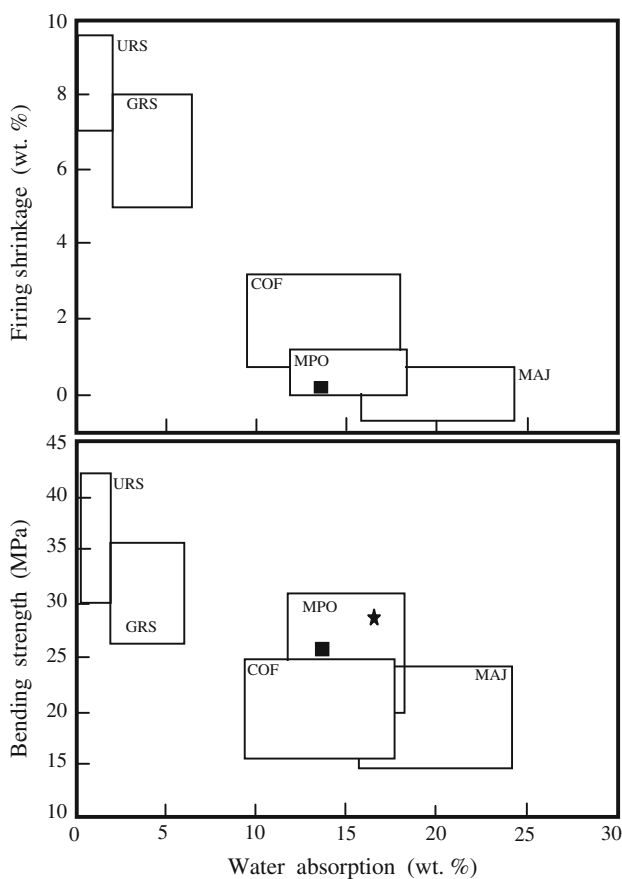 10
URS
8
GRS
6
4
COF
2
MPO
MAJ
0
Firing shrinkage (wt. %)
45
URS
40
35
30
MPO
GRS
25
COF
MAJ
20
15
10
Bending strength (MPa)
0
5
10
15
20
25
30
Water absorption (wt. %)